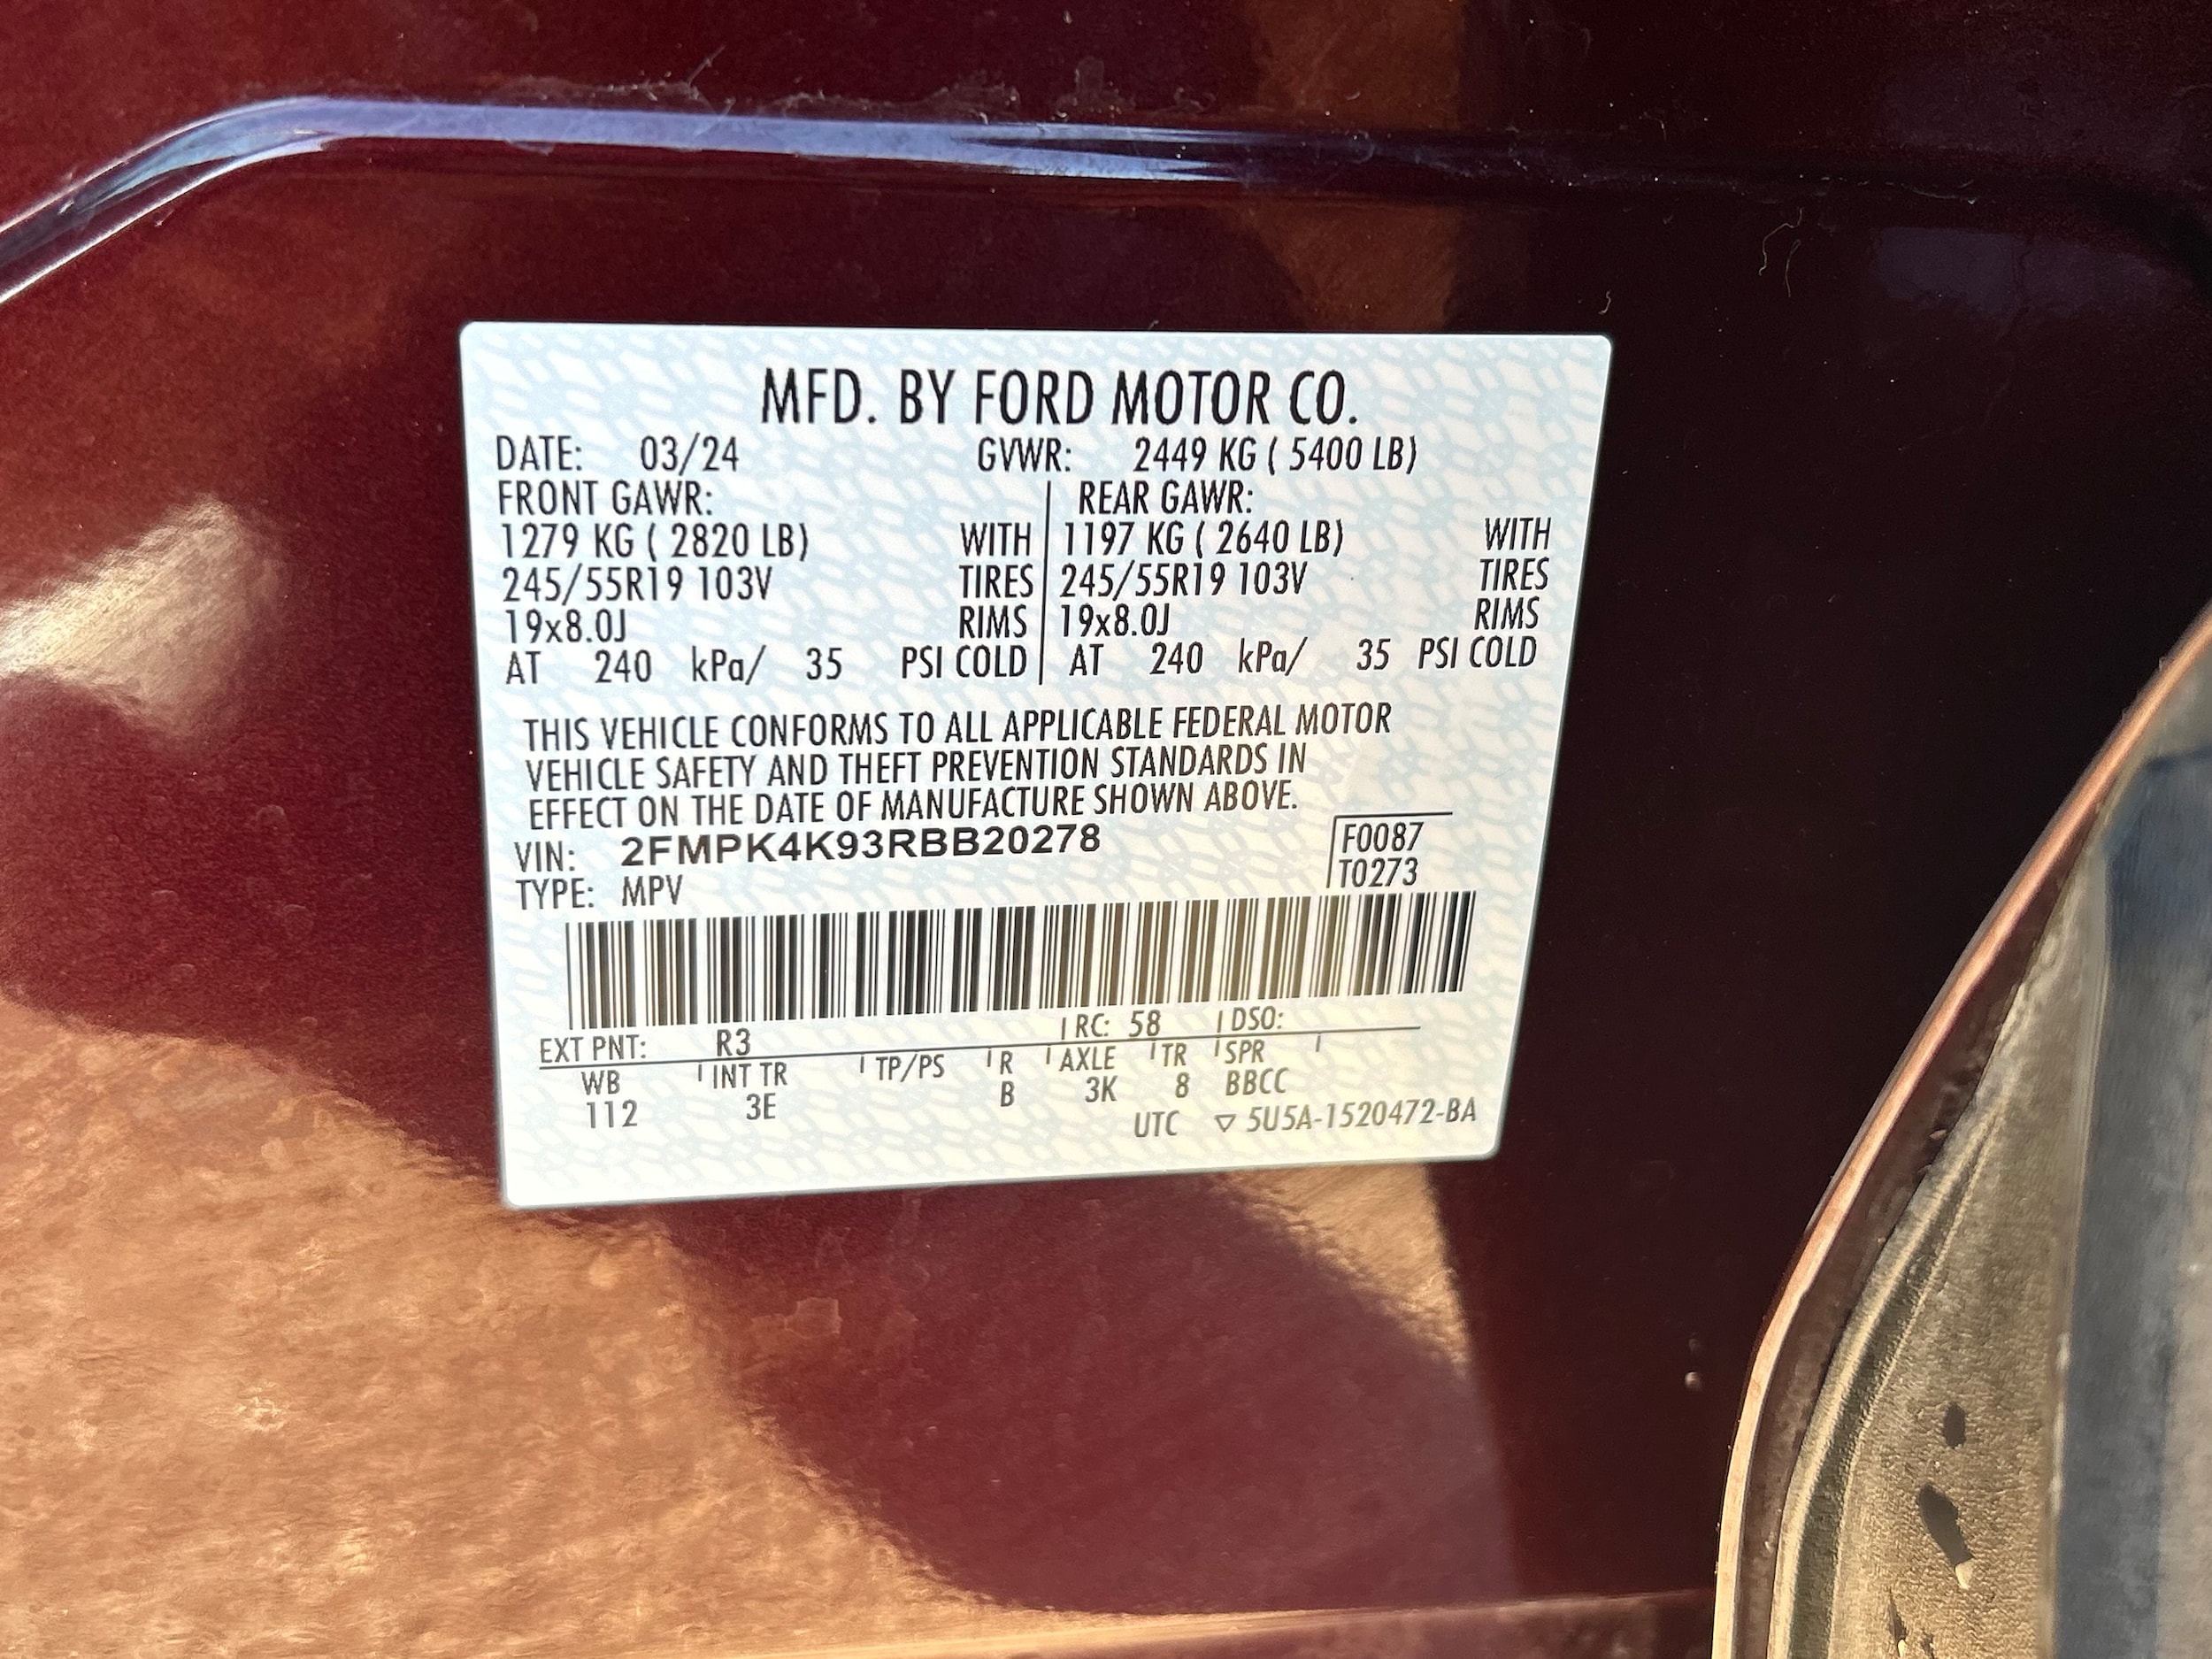 MFD. BY FORD MOTOR CO.
DATE: 03/24 GVWR: 2449 KG ( 5400 LB)
FRONT GAWR: REAR GAWR:
1279 KG ( 2820 LB) WITH 1197 KG ( 2640 LB) WITH
245/55R19 103V TIRES 245/55R19 103V TIRES
19x8.0J RIMS 19x8.0J RIMS
AT 240 kPa/ 35 PSI COLD AT 240 kPa/ 35 PSI COLD
THIS VEHICLE CONFORMS TO ALL APPLICABLE FEDERAL MOTOR
VEHICLE SAFETY AND THEFT PREVENTION STANDARDS IN
EFFECT ON THE DATE OF MANUFACTURE SHOWN ABOVE.
VIN: 2FMPK4K93RBB20278 F0087
TYPE: MPV T0273
EXT PNT: R3 RC: 58 DSO:
WB INT TR TP/PS R AXLE TR SPR
112 3E B 3K 8 BBCC
UTC ▽ 5U5A-1520472-BA